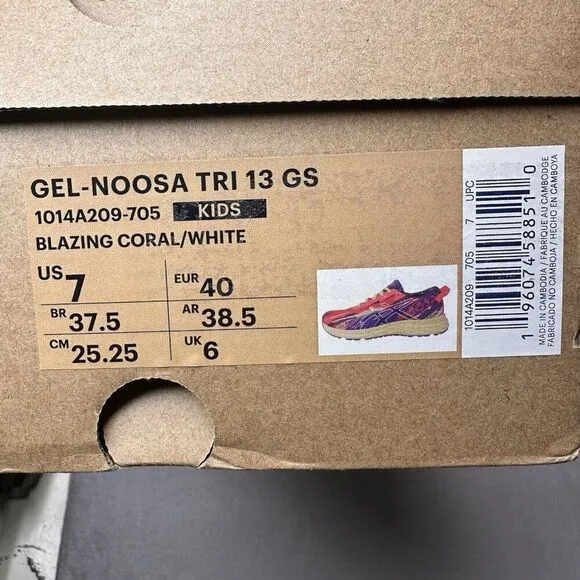 GEL-NOOSA TRI 13 GS
1014A209-705 KIDS
BLAZING CORAL/WHITE
US 7 EUR 40
BR 37.5 AR 38.5
CM 25.25 UK 6
1014A209 705 7 UPC
1 96074 58851 0
MADE IN CAMBODIA / FABRIQUE AU CAMBODGE
FABRICADO NO CAMBOJA / HECHO EN CAMBOYA